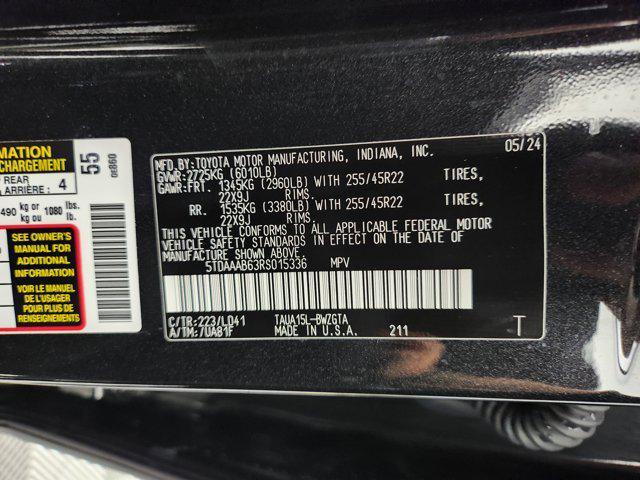 MATION
CHARGEMENT
REAR
ARRIÈRE : 4
490 kg or 1080 lbs.
kg ou lb.
SEE OWNER'S
MANUAL FOR
ADDITIONAL
INFORMATION
VOIR LE MANUEL
DE L'USAGER
POUR PLUS DE
RENSEIGNEMENTS
55
0E860
MFD.BY:TOYOTA MOTOR MANUFACTURING, INDIANA, INC. 05/24
GVWR:2725KG (6010LB)
GAWR:FRT. 1345KG (2960LB) WITH 255/45R22 TIRES,
22X9J RIMS
RR. 1535KG (3380LB) WITH 255/45R22 TIRES,
22X9J RIMS
THIS VEHICLE CONFORMS TO ALL APPLICABLE FEDERAL MOTOR
VEHICLE SAFETY STANDARDS IN EFFECT ON THE DATE OF
MANUFACTURE SHOWN ABOVE.
5TDAAAB63RS015336 MPV
C/TR:223/LD41 TAUA15L-BWZGTA
A/TM:7UA81F MADE IN U.S.A. 211 T